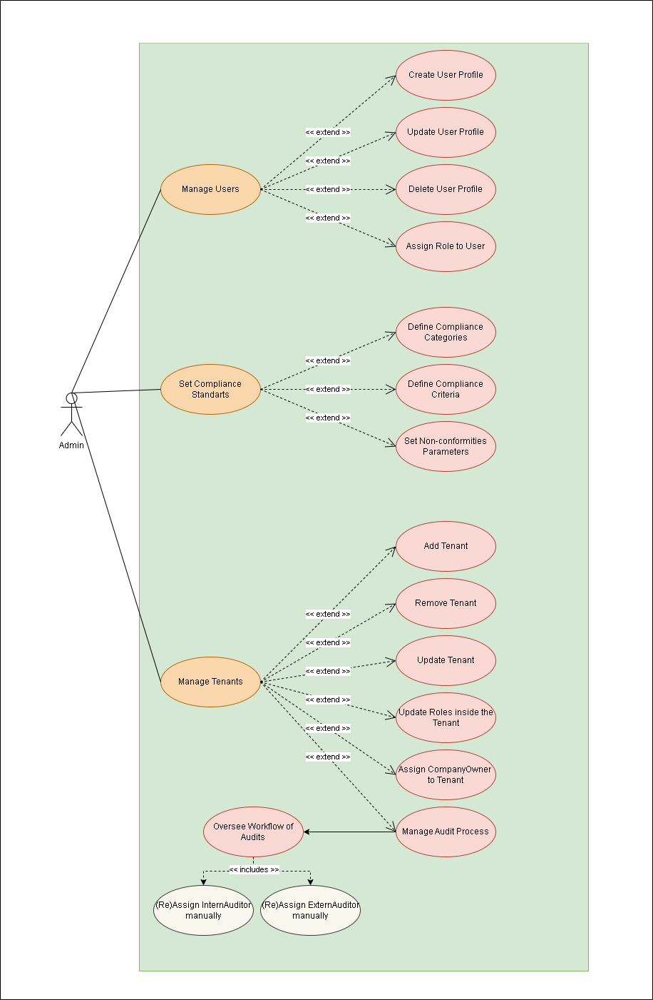 Create User Profile
<< extend >>
Update User Profile
<< extend >>
Manage Users
<< extend >>
Delete User Profile
<< extend >>
Assign Role to User
Define Compliance
Categories
<< extend >>
Set Compliance
Standarts
<< extend >>
Define Compliance
Criteria
<< extend >>
Set Non-conformities
Parameters
Admin
Add Tenant
<< extend >>
Remove Tenant
<< extend >>
Update Tenant
<< extend >>
Manage Tenants
<< extend >>
Update Roles inside the
Tenant
<< extend >>
Assign CompanyOwner
to Tenant
<< extend >>
Oversee Workflow of
Audits
Manage Audit Process
<< includes >>
(Re)Assign InternAuditor
manually
(Re)Assign ExternAuditor
manually